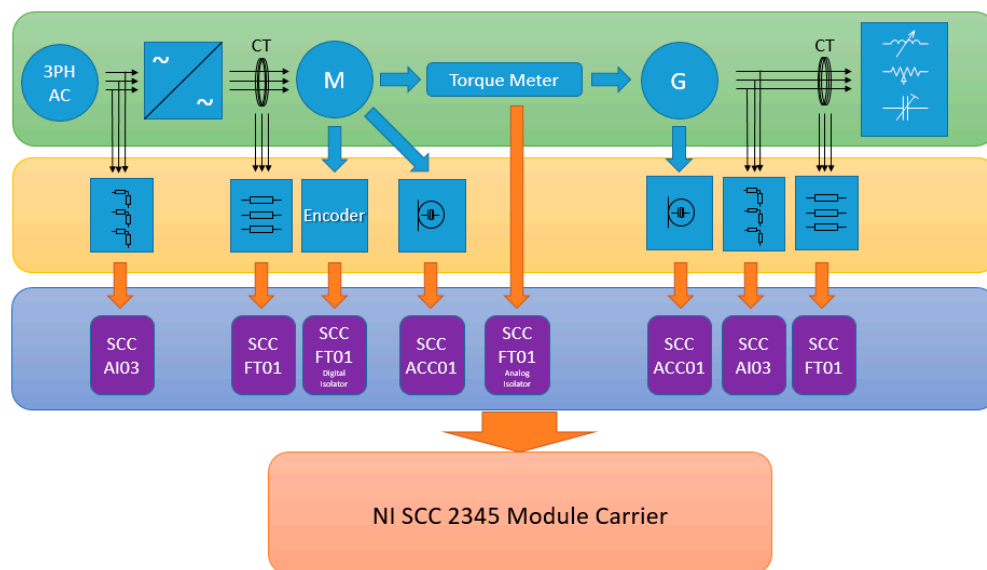 CT
CT
3PH
AC
~
~
M
Torque Meter
G
Encoder
SCC
AI03
SCC
FT01
SCC
FT01
Digital
Isolator
SCC
ACC01
SCC
FT01
Analog
Isolator
SCC
ACC01
SCC
AI03
SCC
FT01
NI SCC 2345 Module Carrier